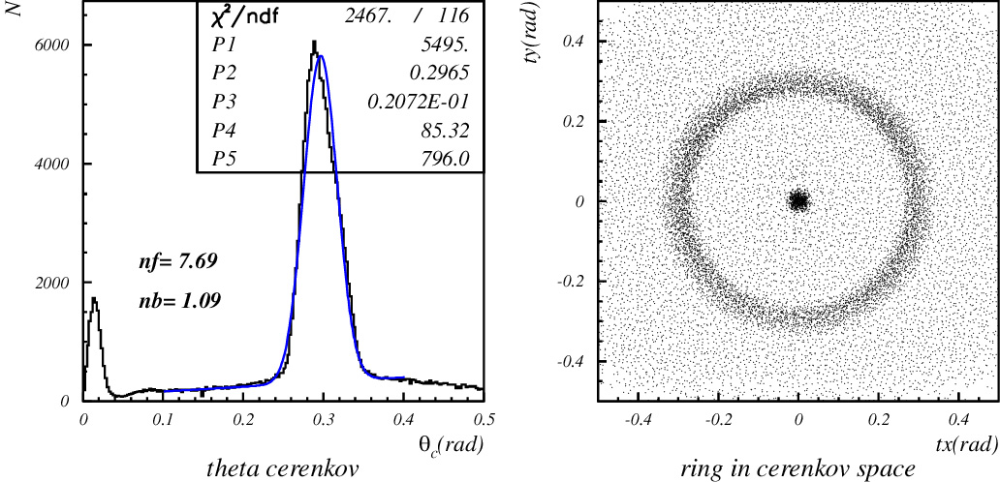 N
χ²/ndf 2467. / 116
P1 5495.
P2 0.2965
P3 0.2072E-01
P4 85.32
P5 796.0
6000
4000
2000
0
nf= 7.69
nb= 1.09
0 0.1 0.2 0.3 0.4 0.5
θc(rad)
theta cerenkov
ty(rad)
0.4
0.2
0
-0.2
-0.4
-0.4 -0.2 0 0.2 0.4
tx(rad)
ring in cerenkov space